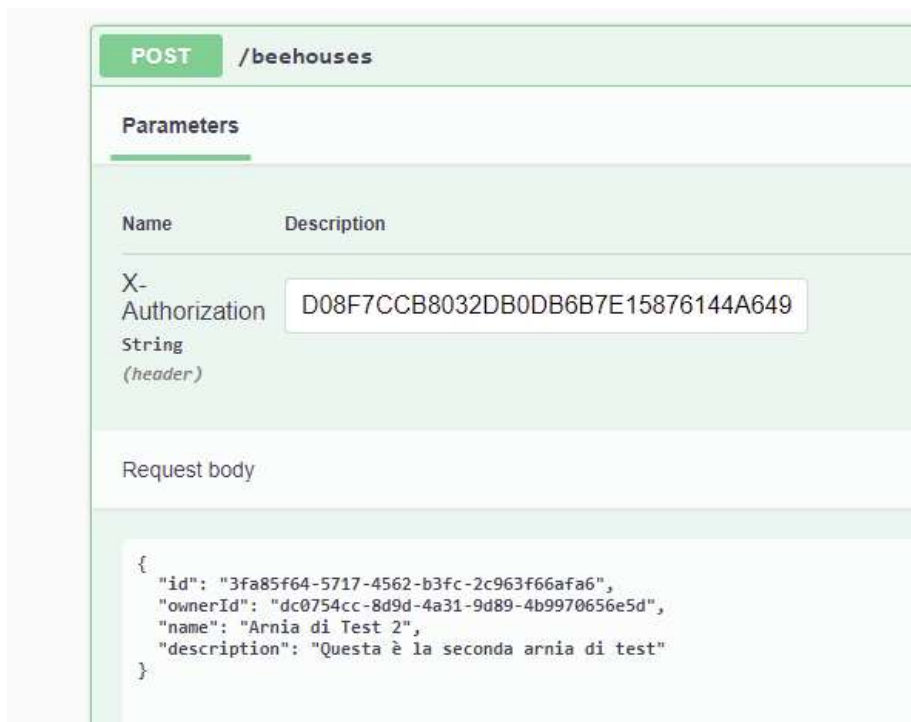 POST /beehouses
Parameters
Name Description
X-
Authorization D08F7CCB8032DB0DB6B7E15876144A649
String
(header)
Request body
{
"id": "3fa85f64-5717-4562-b3fc-2c963f66afa6",
"ownerId": "dc0754cc-8d9d-4a31-9d89-4b9970656e5d",
"name": "Arnia di Test 2",
"description": "Questa è la seconda arnia di test"
}